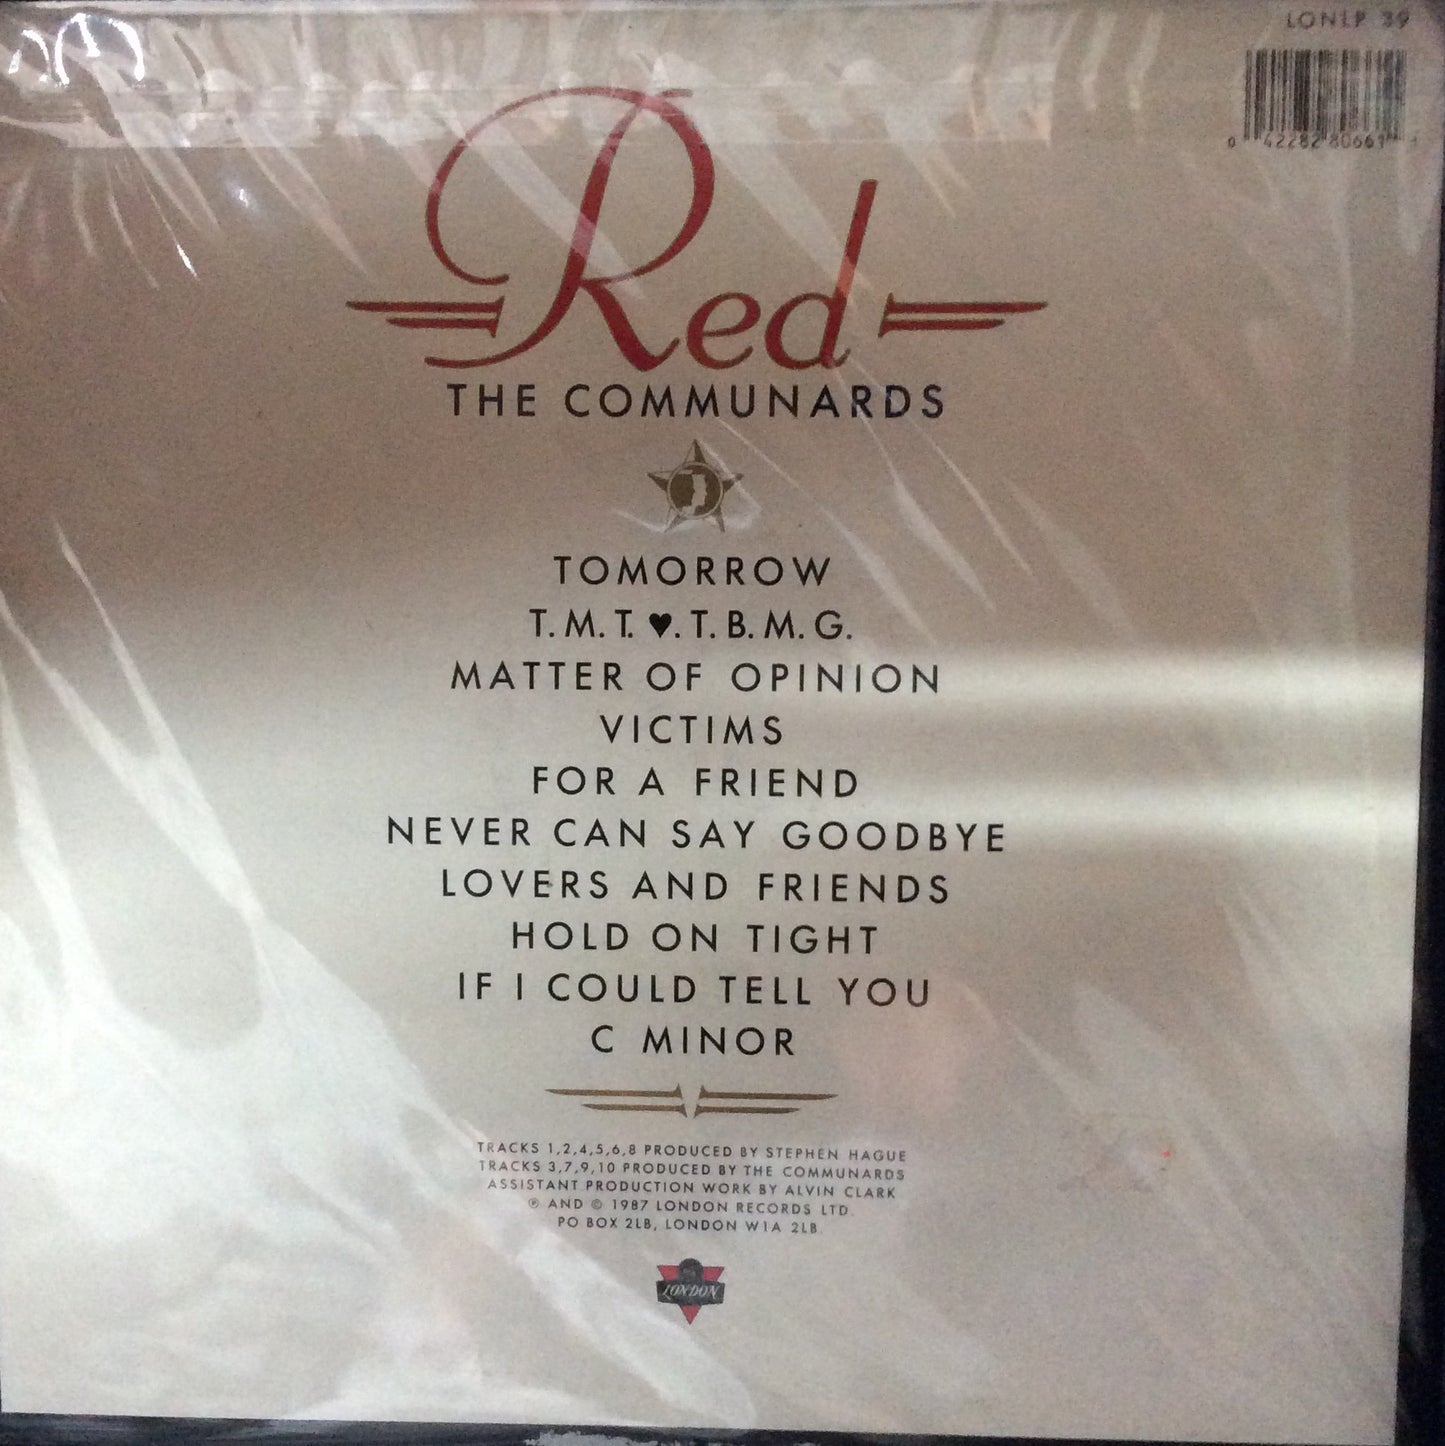 LONLP 39
0 42282 80661
Red
THE COMMUNARDS
TOMORROW
T. M. T. ♥. T. B. M. G.
MATTER OF OPINION
VICTIMS
FOR A FRIEND
NEVER CAN SAY GOODBYE
LOVERS AND FRIENDS
HOLD ON TIGHT
IF I COULD TELL YOU
C MINOR
TRACKS 1,2,4,5,6,8 PRODUCED BY STEPHEN HAGUE
TRACKS 3,7,9,10 PRODUCED BY THE COMMUNARDS
ASSISTANT PRODUCTION WORK BY ALVIN CLARK
℗ AND © 1987 LONDON RECORDS LTD.
PO BOX 2LB, LONDON W1A 2LB.
LONDON